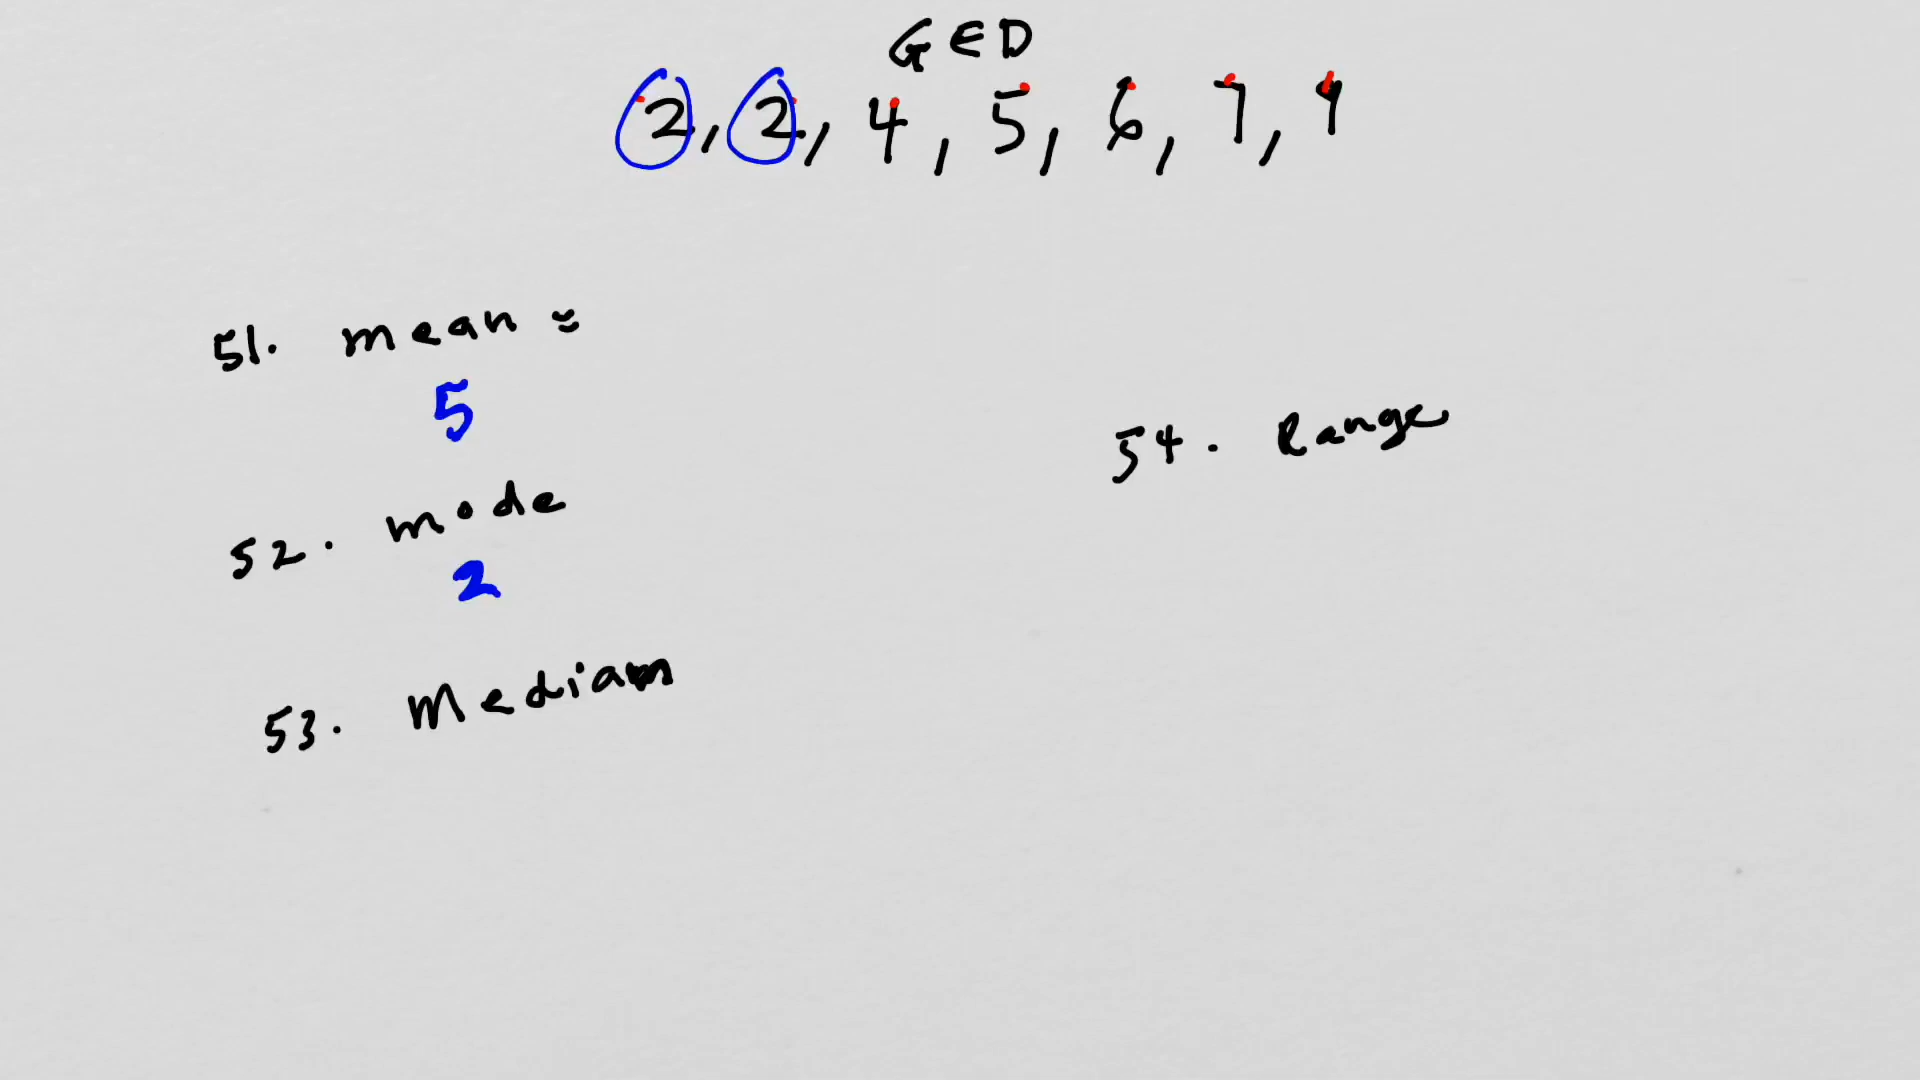 GED
2, 2, 4, 5, 6, 7, 9
51. mean =
5
52. mode
2
53. Median
54. Range